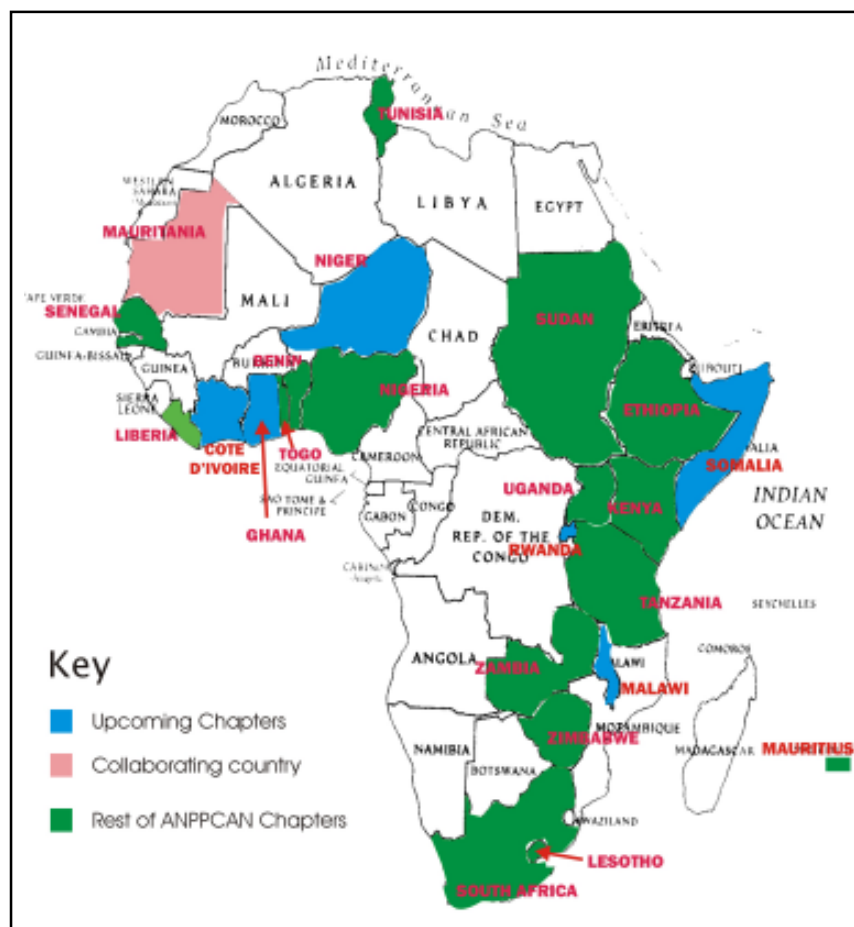 Mediterranean Sea
TUNISIA
MOROCCO
ALGERIA
LIBYA
EGYPT
WESTERN
SAHARA
MAURITANIA
NIGER
MALI
CHAD
SUDAN
ERITREA
CAPE VERDE
SENEGAL
GAMBIA
GUINEA-BISSAU
GUINEA
BENIN
NIGERIA
DJIBOUTI
ETHIOPIA
SIERRA
LEONE
LIBERIA
COTE
D'IVOIRE
TOGO
GHANA
CAMEROON
CENTRAL AFRICAN
REPUBLIC
EQUATORIAL
GUINEA
SAO TOME &
PRINCIPE
GABON
CONGO
DEM.
REP. OF THE
CONGO
UGANDA
KENYA
SOMALIA
ALIA
INDIAN
OCEAN
RWANDA
TANZANIA
SEYCHELLES
ANGOLA
ZAMBIA
ALAWI
MALAWI
COMOROS
MOZAMBIQUE
ZIMBABWE
MADAGASCAR
MAURITIUS
NAMIBIA
BOTSWANA
SWAZILAND
LESOTHO
SOUTH AFRICA
Key
Upcoming Chapters
Collaborating country
Rest of ANPPCAN Chapters